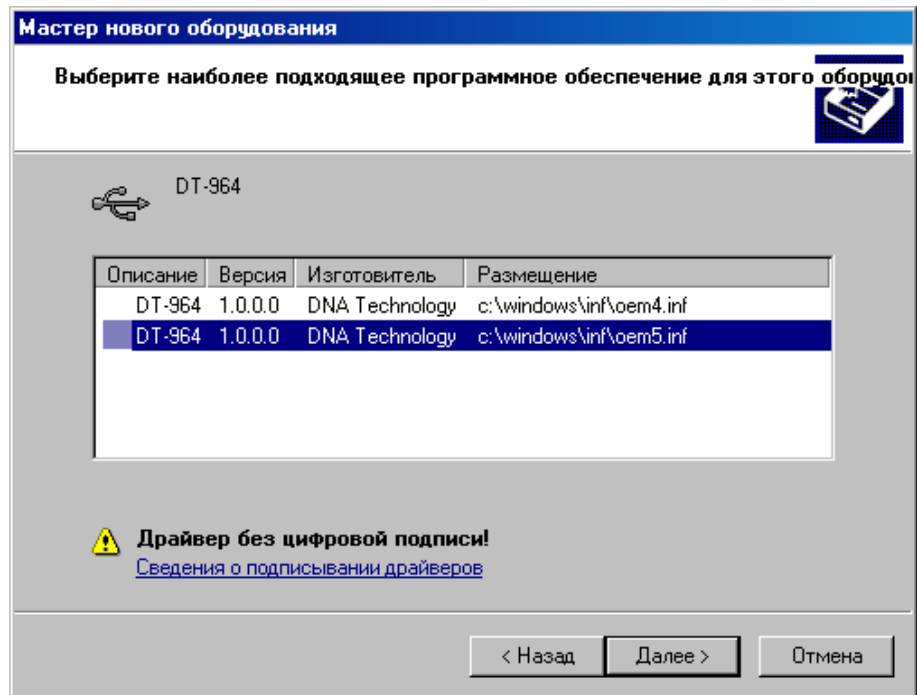 Мастер нового оборудования
Выберите наиболее подходящее программное обеспечение для этого оборудо
DT-964
Описание Версия Изготовитель Размещение
DT-964 1.0.0.0 DNA Technology c:\windows\inf\oem4.inf
DT-964 1.0.0.0 DNA Technology c:\windows\inf\oem5.inf
Драйвер без цифровой подписи!
Сведения о подписывании драйверов
< Назад Далее > Отмена